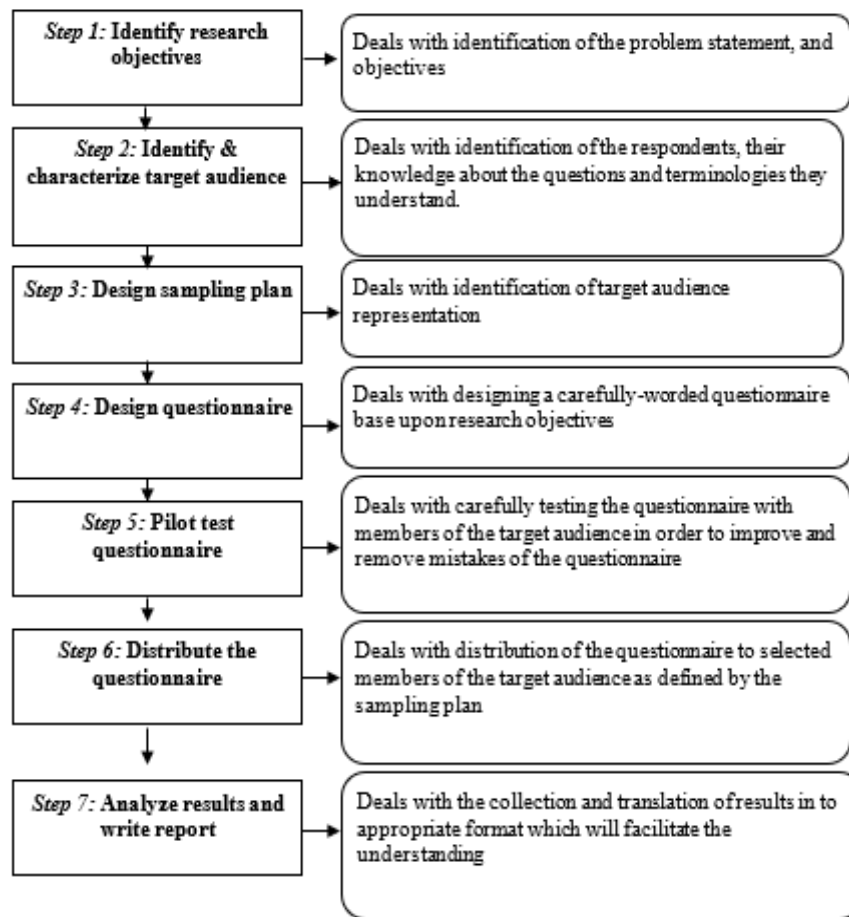 Step 1: Identify research
objectives
Deals with identification of the problem statement, and
objectives
Step 2: Identify &
characterize target audience
Deals with identification of the respondents, their
knowledge about the questions and terminologies they
understand.
Step 3: Design sampling plan
Deals with identification of target audience
representation
Step 4: Design questionnaire
Deals with designing a carefully-worded questionnaire
base upon research objectives
Step 5: Pilot test
questionnaire
Deals with carefully testing the questionnaire with
members of the target audience in order to improve and
remove mistakes of the questionnaire
Step 6: Distribute the
questionnaire
Deals with distribution of the questionnaire to selected
members of the target audience as defined by the
sampling plan
Step 7: Analyze results and
write report
Deals with the collection and translation of results in to
appropriate format which will facilitate the
understanding